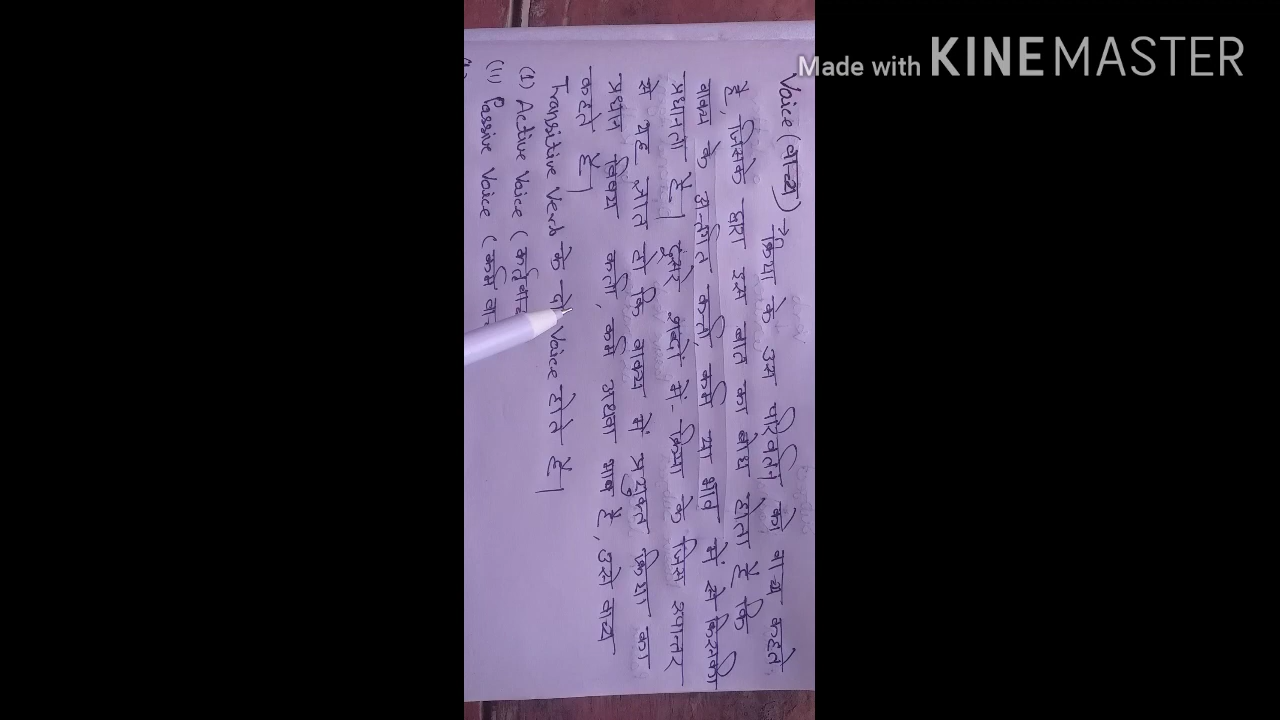 Made with KINEMASTER
Voice (वाच्य) → क्रिया के उस परिवर्तन को वाच्य कहते
हैं, जिसके द्वारा इस बात का बोध होता है कि
वाक्य के अन्तर्गत कर्त्ता, कर्म या भाव में से किसकी
प्रधानता है। दूसरे शब्दों में- क्रिया के जिस रूपान्तर
से यह ज्ञात हो कि वाक्य में प्रयुक्त क्रिया का
प्रधान विषय कर्ता, कर्म अथवा भाव है, उसे वाच्य
कहते हैं।
Transitive Verb के दो Voice होते हैं।
(i) Active Voice (कर्तृवाच
(ii) Passive Voice (कर्म वा